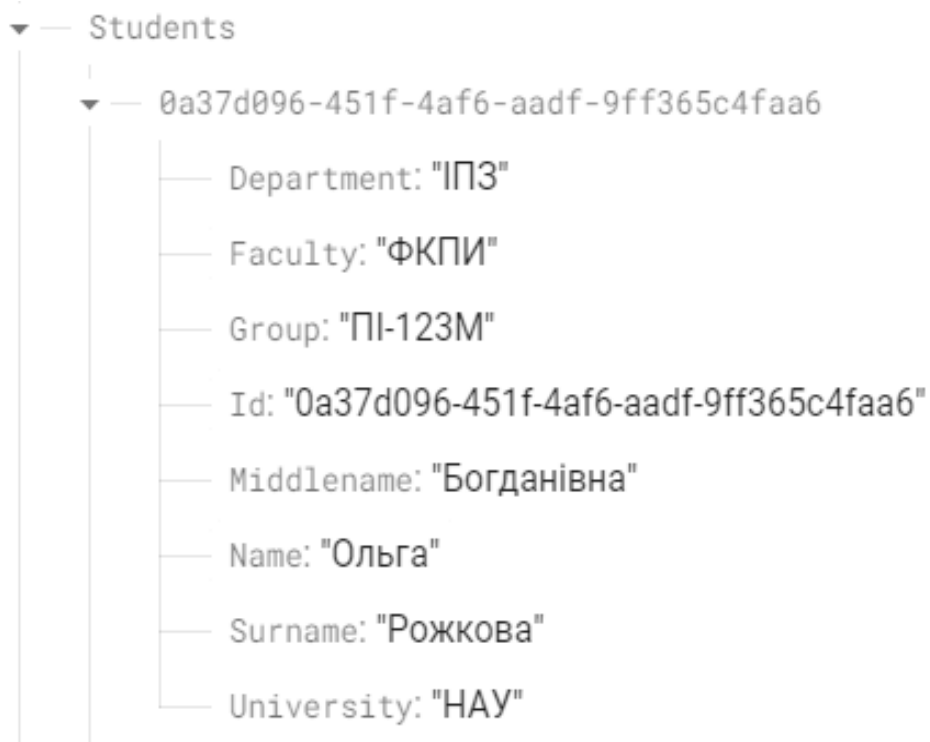 Students
0a37d096-451f-4af6-aadf-9ff365c4faa6
Department: "ІПЗ"
Faculty: "ФКПИ"
Group: "ПІ-123М"
Id: "0a37d096-451f-4af6-aadf-9ff365c4faa6"
Middlename: "Богданівна"
Name: "Ольга"
Surname: "Рожкова"
University: "НАУ"